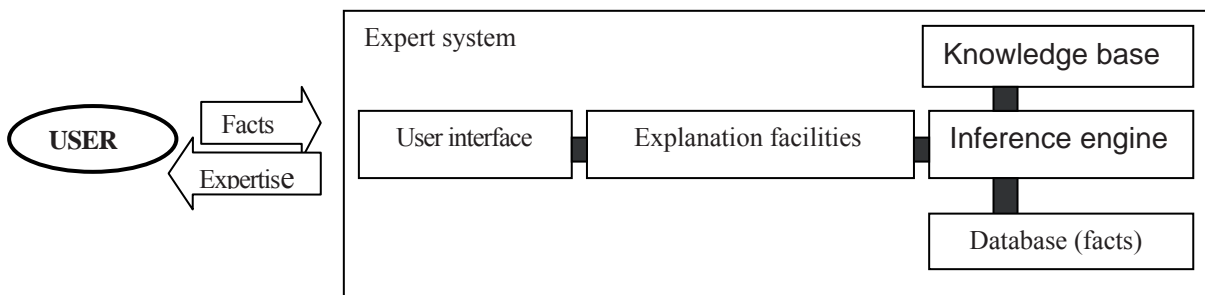 Expert system
Knowledge base
USER
Facts
Expertise
User interface
Explanation facilities
Inference engine
Database (facts)